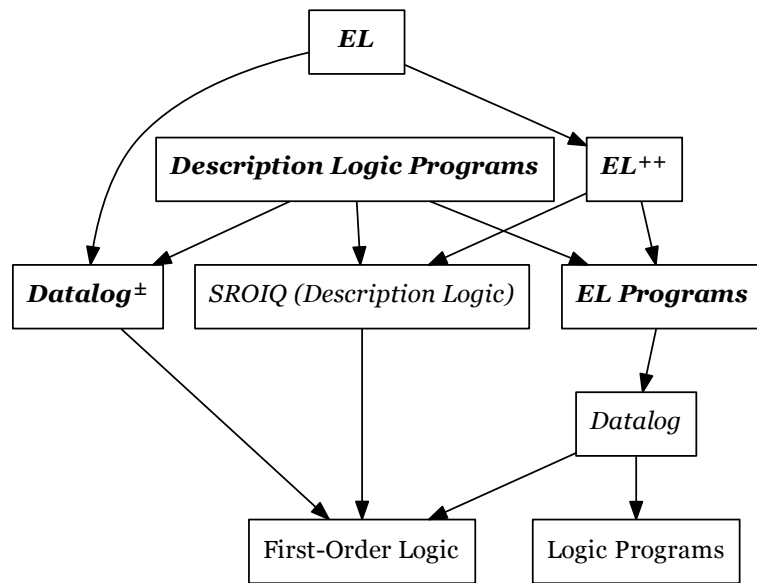 EL
Description Logic Programs
EL++
Datalog±
SROIQ (Description Logic)
EL Programs
Datalog
First-Order Logic
Logic Programs